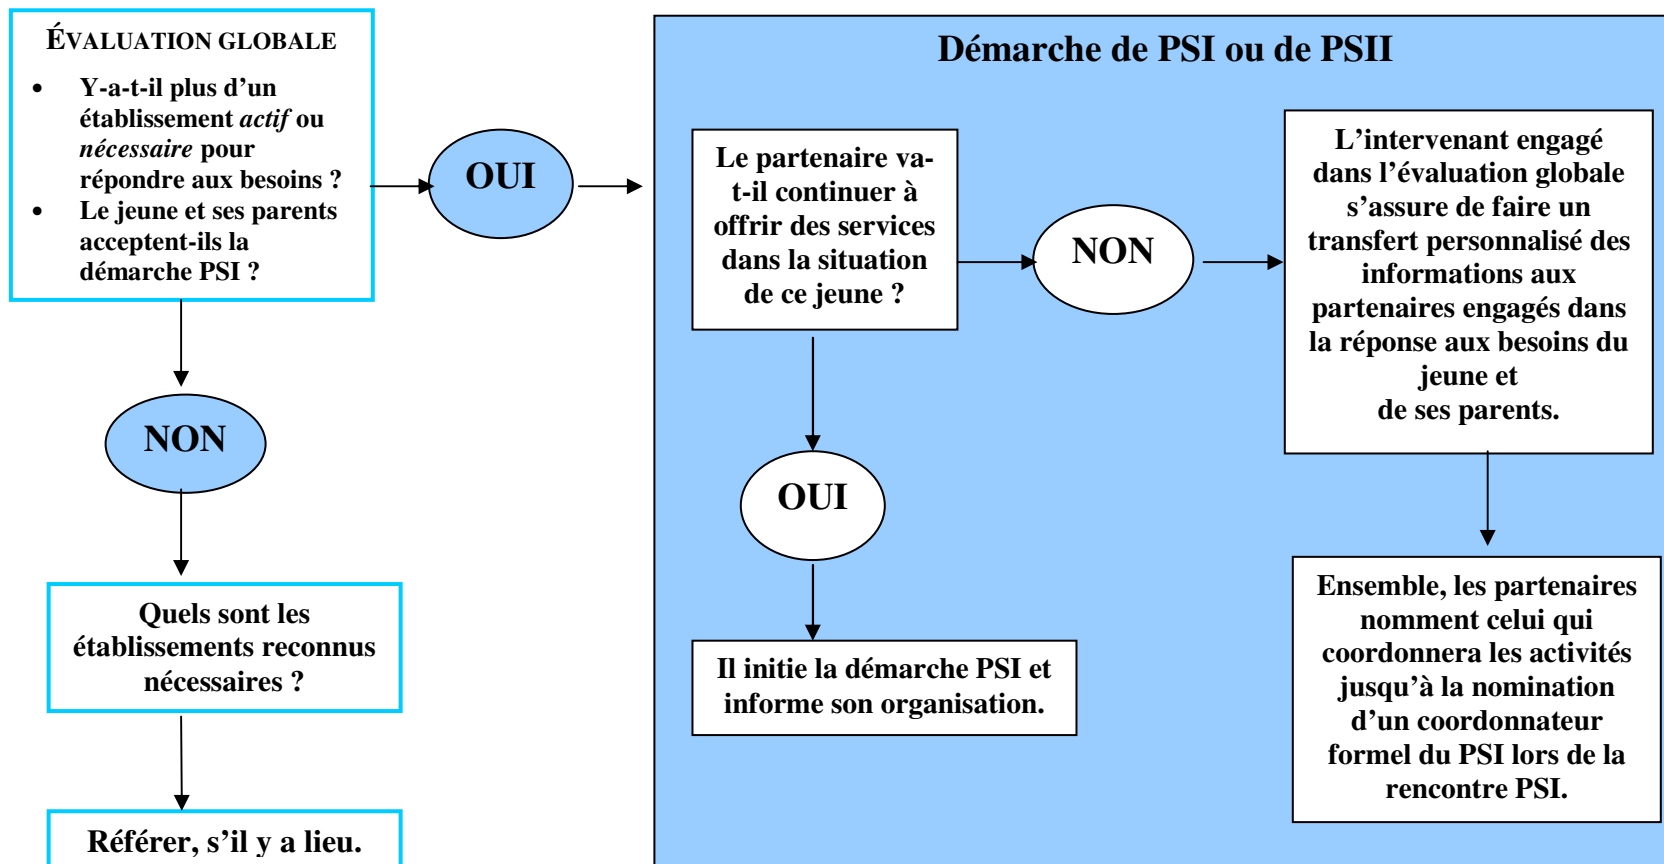 ÉVALUATION GLOBALE
• Y-a-t-il plus d’un
établissement actif ou
nécessaire pour
répondre aux besoins ?
• Le jeune et ses parents
acceptent-ils la
démarche PSI ?
OUI
NON
Quels sont les
établissements reconnus
nécessaires ?
Référer, s’il y a lieu.
Démarche de PSI ou de PSII
Le partenaire va-
t-il continuer à
offrir des services
dans la situation
de ce jeune ?
NON
L’intervenant engagé
dans l’évaluation globale
s’assure de faire un
transfert personnalisé des
informations aux
partenaires engagés dans
la réponse aux besoins du
jeune et
de ses parents.
OUI
Il initie la démarche PSI et
informe son organisation.
Ensemble, les partenaires
nomment celui qui
coordonnera les activités
jusqu’à la nomination
d’un coordonnateur
formel du PSI lors de la
rencontre PSI.